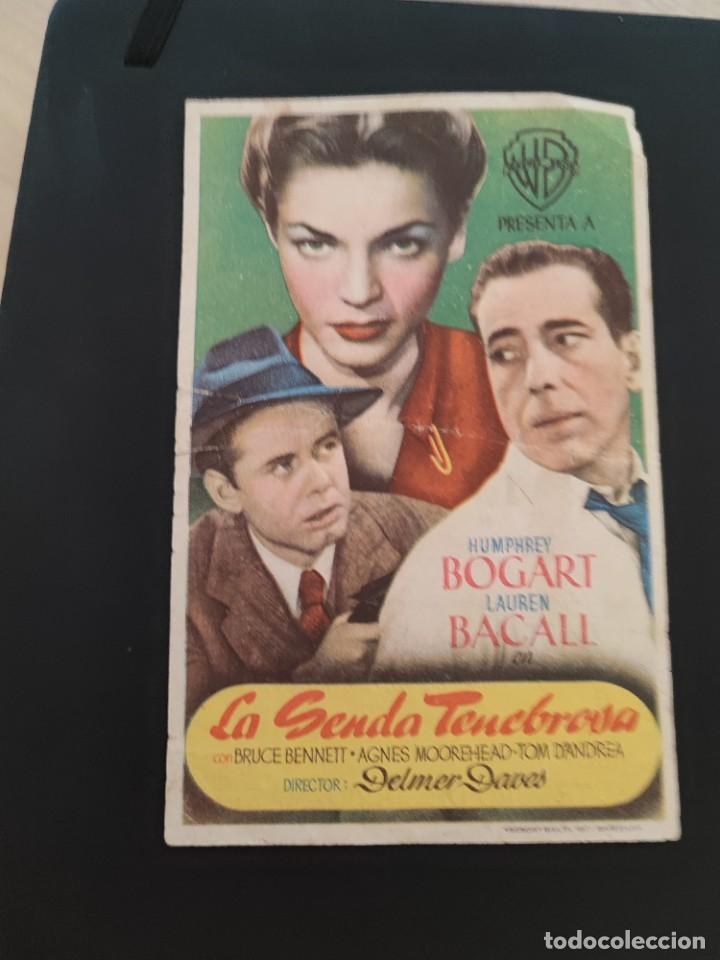 WB
PRESENTA A
HUMPHREY
BOGART
LAUREN
BACALL
en
La Senda Tenebrosa
con BRUCE BENNETT · AGNES MOOREHEAD - TOM D'ANDREA
DIRECTOR : Delmer Daves
todocoleccion